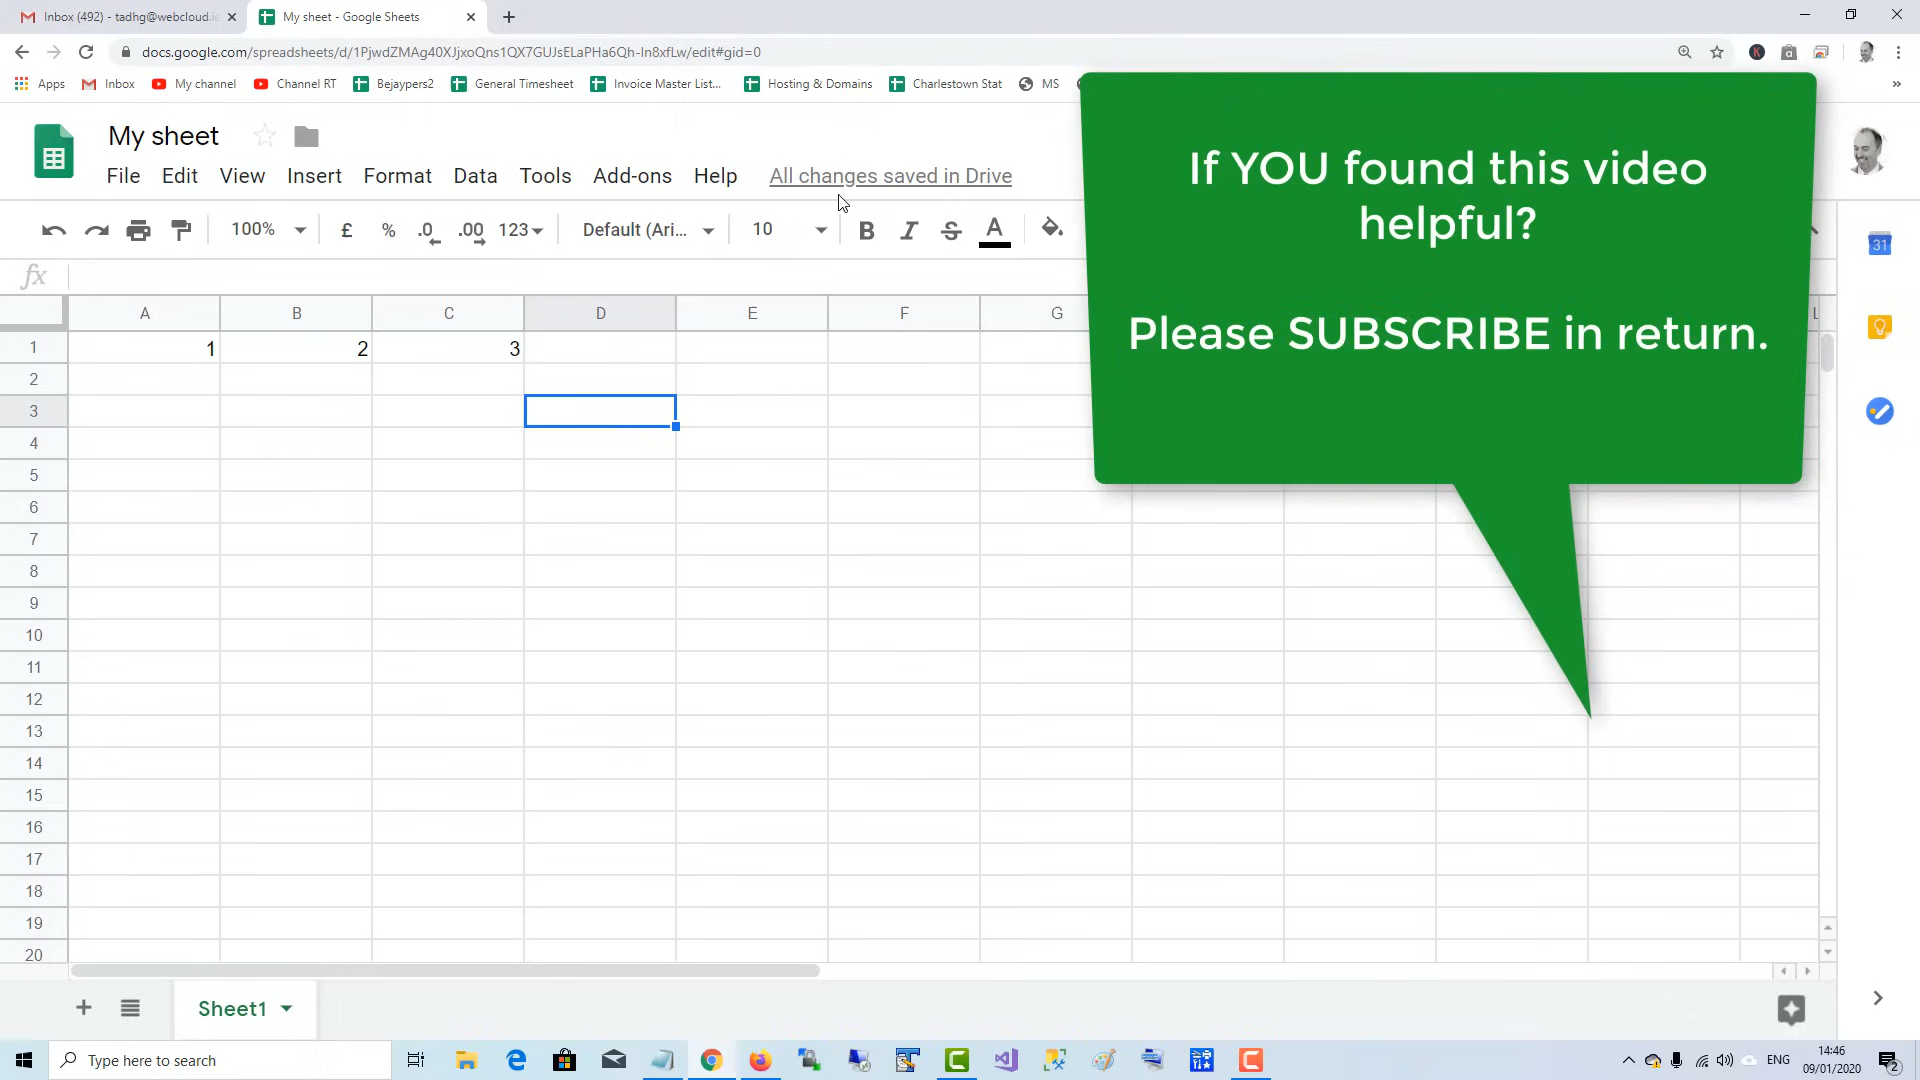 Inbox (492) - tadhg@webcloud.ie
My sheet - Google Sheets
docs.google.com/spreadsheets/d/1PjwdZMAg40XJjxoQns1QX7GUJsELaPHa6Qh-In8xfLw/edit#gid=0
Apps Inbox My channel Channel RT Bejaypers2 General Timesheet Invoice Master List... Hosting & Domains Charlestown Stat MS
My sheet
File Edit View Insert Format Data Tools Add-ons Help All changes saved in Drive
100% £ % .0 .00 123 Default (Ari... 10 B I S A
fx
If YOU found this video
helpful?
Please SUBSCRIBE in return.
31
A B C D E F G L
1 1 2 3
2
3
4
5
6
7
8
9
10
11
12
13
14
15
16
17
18
19
20
Sheet1
Type here to search
ENG
14:46
09/01/2020
2